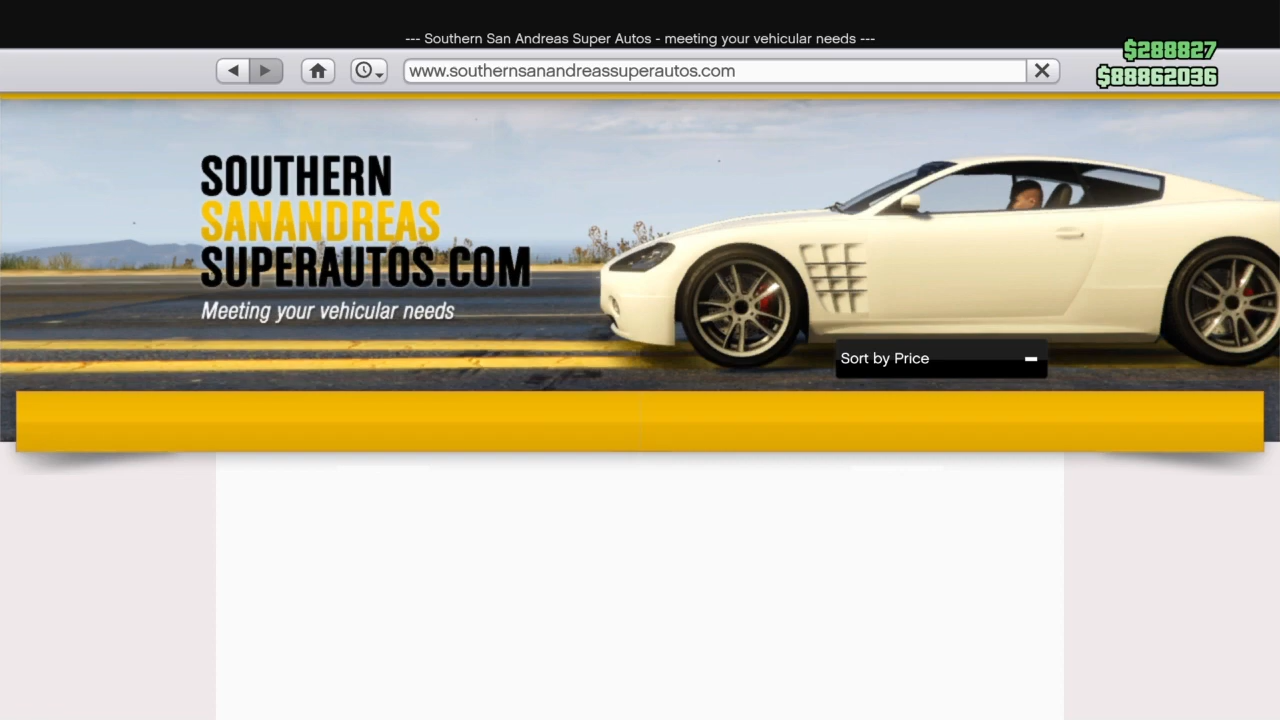 --- Southern San Andreas Super Autos - meeting your vehicular needs ---
$288827
www.southernsanandreassuperautos.com
$88862036
SOUTHERN
SANANDREAS
SUPERAUTOS.COM
Meeting your vehicular needs
Sort by Price